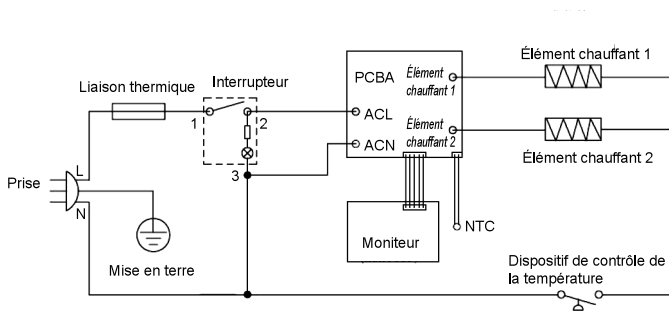 Élément chauffant 1
Liaison thermique
Interrupteur
PCBA
Élément
chauffant 1
1
2
ACL
Élément
chauffant 2
ACN
Élément chauffant 2
3
L
Prise
N
NTC
Moniteur
Mise en terre
Dispositif de contrôle de
la température